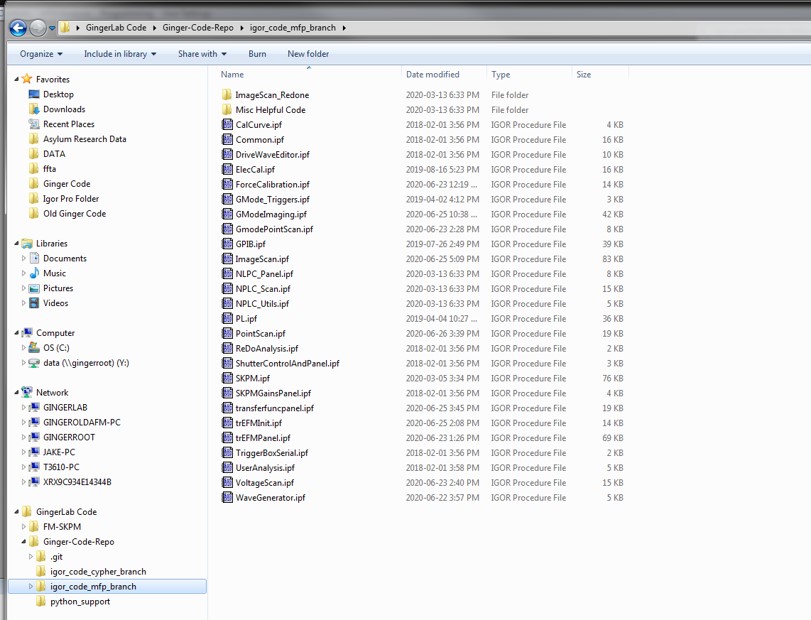 GingerLab Code Ginger-Code-Repo igor_code_mfp_branch
Organize Include in library Share with Burn New folder
Favorites
Desktop
Downloads
Recent Places
Asylum Research Data
DATA
ffta
Ginger Code
Igor Pro Folder
Old Ginger Code
Libraries
Documents
Music
Pictures
Videos
Computer
OS (C:)
data (\\gingerroot) (Y:)
Network
GINGERLAB
GINGEROLDAFM-PC
GINGERROOT
JAKE-PC
T3610-PC
XRX9C934E14344B
GingerLab Code
FM-SKPM
Ginger-Code-Repo
.git
igor_code_cypher_branch
igor_code_mfp_branch
python_support
Name Date modified Type Size
ImageScan_Redone 2020-03-13 6:33 PM File folder
Misc Helpful Code 2020-03-13 6:33 PM File folder
CalCurve.ipf 2018-02-01 3:56 PM IGOR Procedure File 4 KB
Common.ipf 2018-02-01 3:56 PM IGOR Procedure File 16 KB
DriveWaveEditor.ipf 2018-02-01 3:56 PM IGOR Procedure File 10 KB
ElecCal.ipf 2019-08-16 5:23 PM IGOR Procedure File 16 KB
ForceCalibration.ipf 2020-06-23 12:19 ... IGOR Procedure File 14 KB
GMode_Triggers.ipf 2019-04-02 4:12 PM IGOR Procedure File 3 KB
GModeImaging.ipf 2020-06-25 10:38 ... IGOR Procedure File 42 KB
GmodePointScan.ipf 2020-06-23 2:28 PM IGOR Procedure File 8 KB
GPIB.ipf 2019-07-26 2:49 PM IGOR Procedure File 39 KB
ImageScan.ipf 2020-06-25 5:09 PM IGOR Procedure File 83 KB
NLPC_Panel.ipf 2020-03-13 6:33 PM IGOR Procedure File 8 KB
NPLC_Scan.ipf 2020-03-13 6:33 PM IGOR Procedure File 15 KB
NPLC_Utils.ipf 2020-03-13 6:33 PM IGOR Procedure File 5 KB
PL.ipf 2019-04-04 10:27 ... IGOR Procedure File 36 KB
PointScan.ipf 2020-06-26 3:39 PM IGOR Procedure File 19 KB
ReDoAnalysis.ipf 2018-02-01 3:56 PM IGOR Procedure File 2 KB
ShutterControlAndPanel.ipf 2018-02-01 3:56 PM IGOR Procedure File 3 KB
SKPM.ipf 2020-03-05 3:34 PM IGOR Procedure File 76 KB
SKPMGainsPanel.ipf 2018-02-01 3:56 PM IGOR Procedure File 4 KB
transferfuncpanel.ipf 2020-06-25 3:45 PM IGOR Procedure File 19 KB
trEFMInit.ipf 2020-06-25 2:08 PM IGOR Procedure File 14 KB
trEFMPanel.ipf 2020-06-23 1:26 PM IGOR Procedure File 69 KB
TriggerBoxSerial.ipf 2018-02-01 3:56 PM IGOR Procedure File 2 KB
UserAnalysis.ipf 2018-02-01 3:58 PM IGOR Procedure File 5 KB
VoltageScan.ipf 2020-06-23 2:40 PM IGOR Procedure File 15 KB
WaveGenerator.ipf 2020-06-22 3:57 PM IGOR Procedure File 5 KB